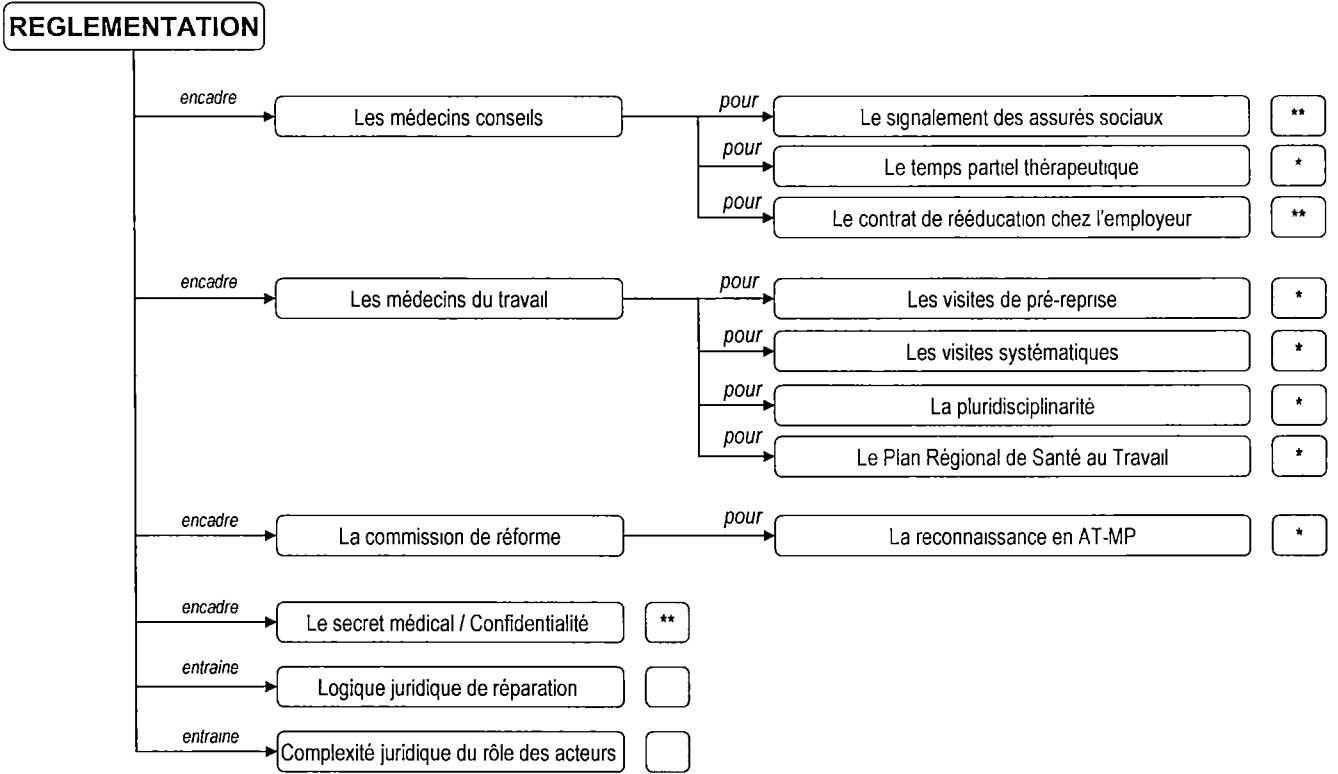 REGLEMENTATION
encadre
Les médecins conseils
pour
Le signalement des assurés sociaux
**
pour
Le temps partiel thérapeutique
*
pour
Le contrat de rééducation chez l'employeur
**
encadre
Les médecins du travail
pour
Les visites de pré-reprise
*
pour
Les visites systématiques
*
pour
La pluridisciplinarité
*
pour
Le Plan Régional de Santé au Travail
*
encadre
La commission de réforme
pour
La reconnaissance en AT-MP
*
encadre
Le secret médical / Confidentialité
**
entraine
Logique juridique de réparation
entraine
Complexité juridique du rôle des acteurs